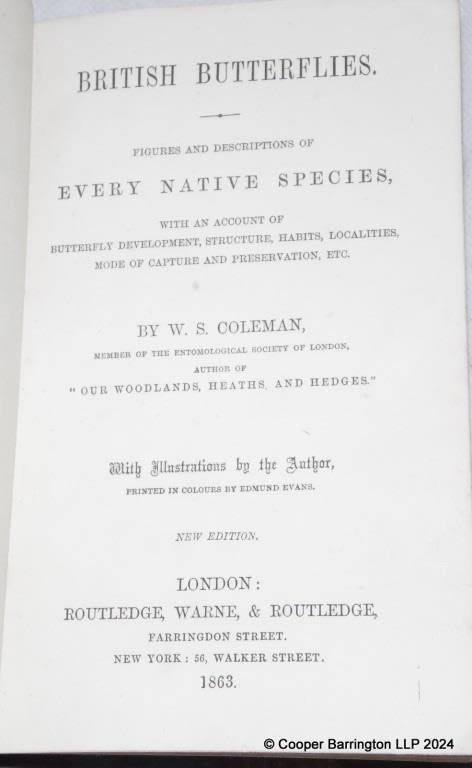 BRITISH BUTTERFLIES.
FIGURES AND DESCRIPTIONS OF
EVERY NATIVE SPECIES,
WITH AN ACCOUNT OF
BUTTERFLY DEVELOPMENT, STRUCTURE, HABITS, LOCALITIES,
MODE OF CAPTURE AND PRESERVATION, ETC.
BY W. S. COLEMAN,
MEMBER OF THE ENTOMOLOGICAL SOCIETY OF LONDON,
AUTHOR OF
"OUR WOODLANDS, HEATHS, AND HEDGES."
With Illustrations by the Author,
PRINTED IN COLOURS BY EDMUND EVANS.
NEW EDITION.
LONDON:
ROUTLEDGE, WARNE, & ROUTLEDGE,
FARRINGDON STREET.
NEW YORK: 56, WALKER STREET.
1863.
© Cooper Barrington LLP 2024